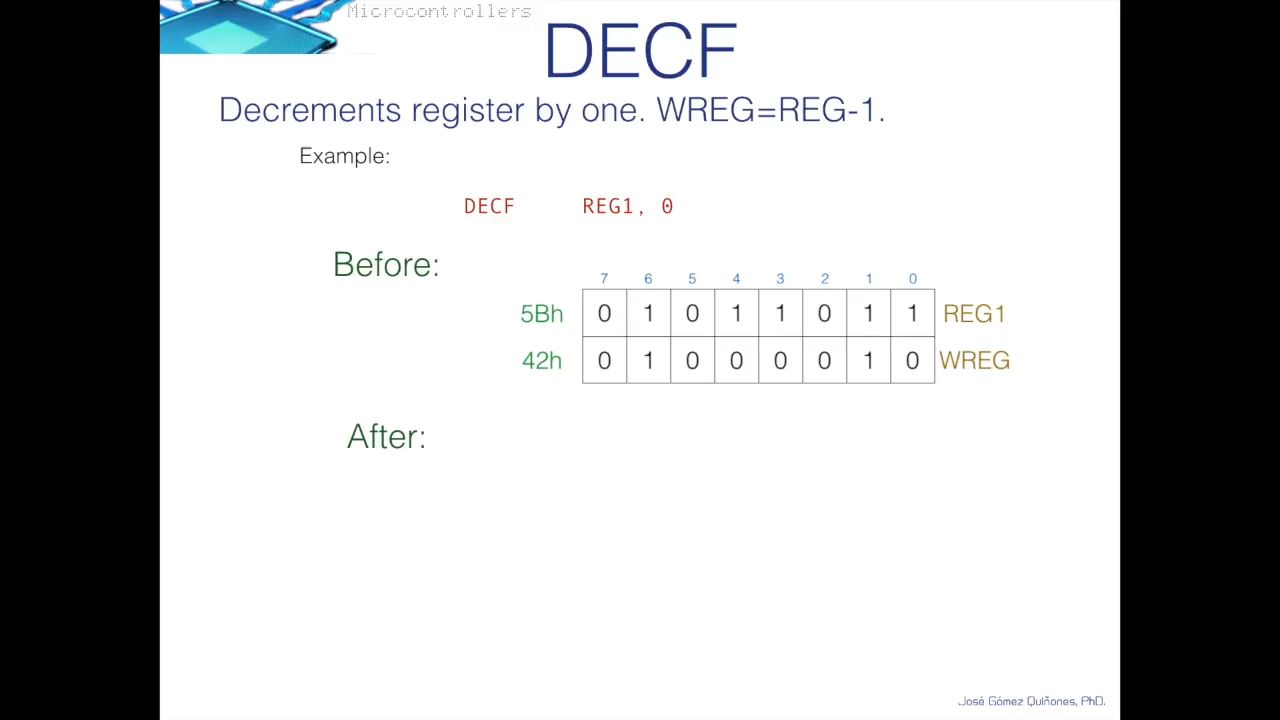 Microcontrollers
DECF
Decrements register by one. WREG=REG-1.
Example:
DECF REG1, 0
Before:
7 6 5 4 3 2 1 0
5Bh 0 1 0 1 1 0 1 1 REG1
42h 0 1 0 0 0 0 1 0 WREG
After:
José Gómez Quiñones, PhD.